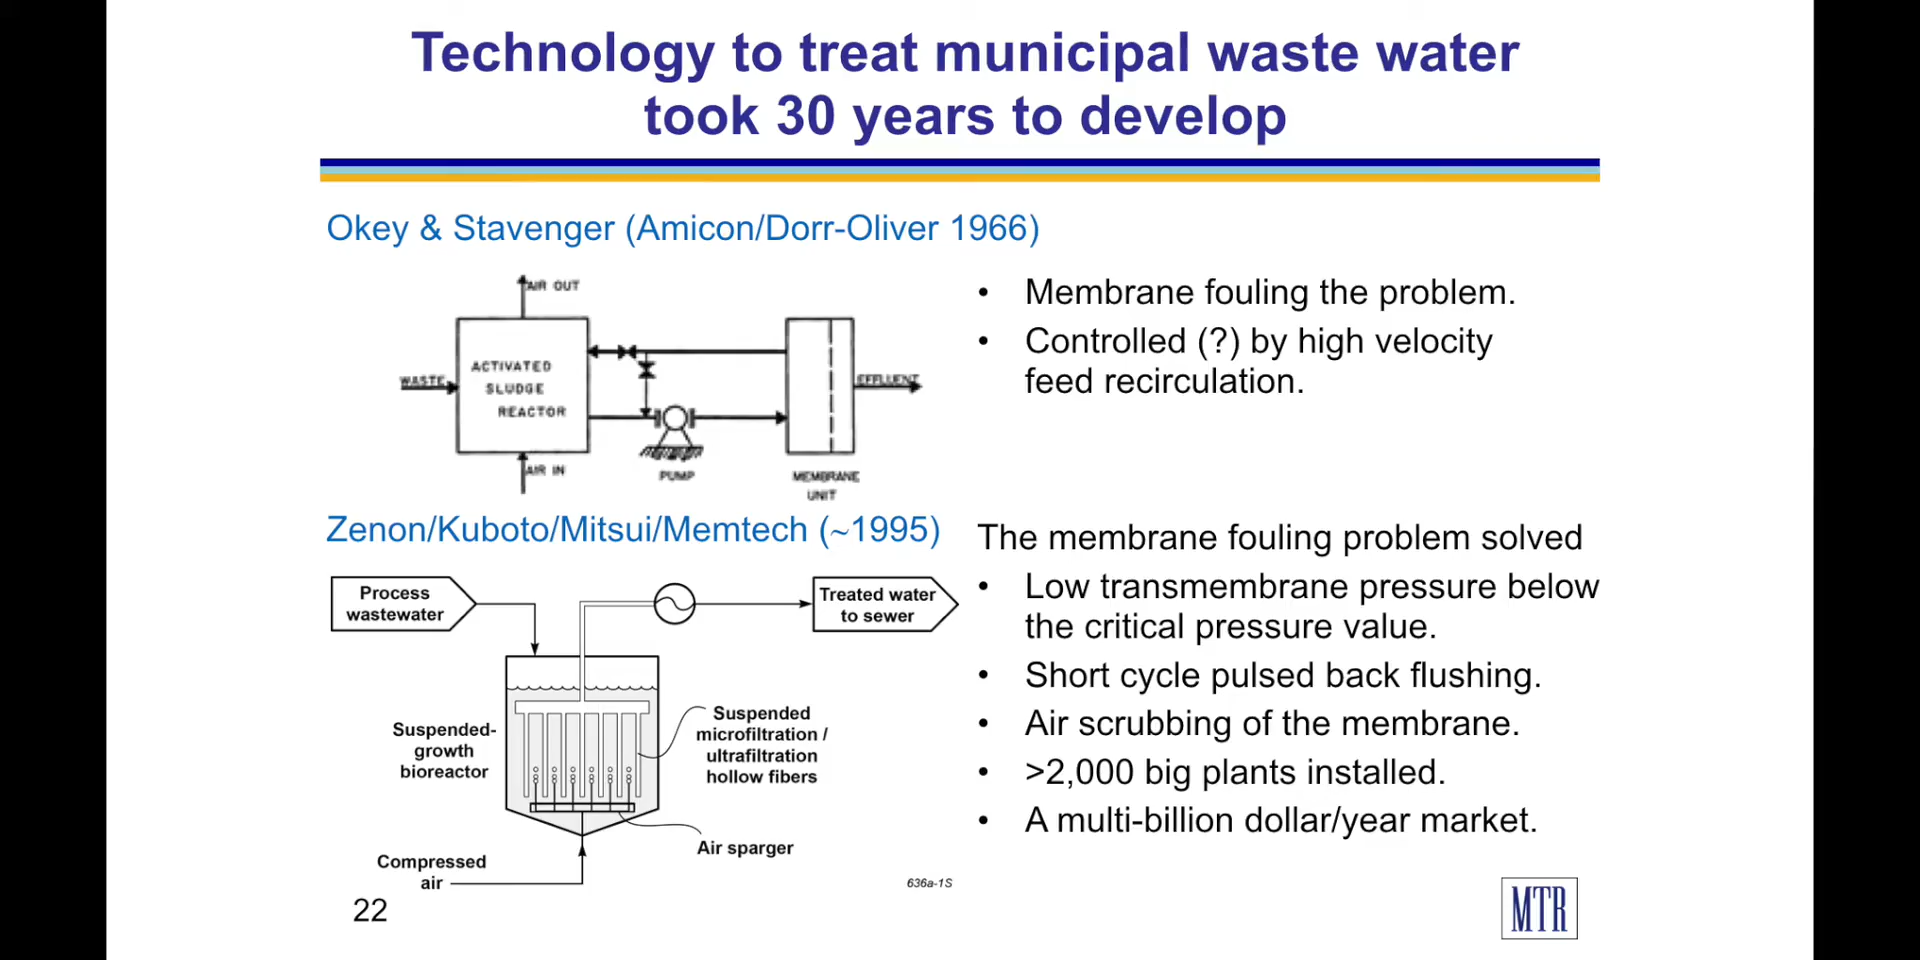 Technology to treat municipal waste water
took 30 years to develop
Okey & Stavenger (Amicon/Dorr-Oliver 1966)
AIR OUT
WASTE
ACTIVATED
SLUDGE
REACTOR
EFFLUENT
AIR IN
PUMP
MEMBRANE
UNIT
• Membrane fouling the problem.
• Controlled (?) by high velocity
feed recirculation.
Zenon/Kuboto/Mitsui/Memtech (~1995)
Process
wastewater
Treated water
to sewer
Suspended-
growth
bioreactor
Suspended
microfiltration /
ultrafiltration
hollow fibers
Air sparger
Compressed
air
636a-1S
The membrane fouling problem solved
• Low transmembrane pressure below
the critical pressure value.
• Short cycle pulsed back flushing.
• Air scrubbing of the membrane.
• >2,000 big plants installed.
• A multi-billion dollar/year market.
22
MTR